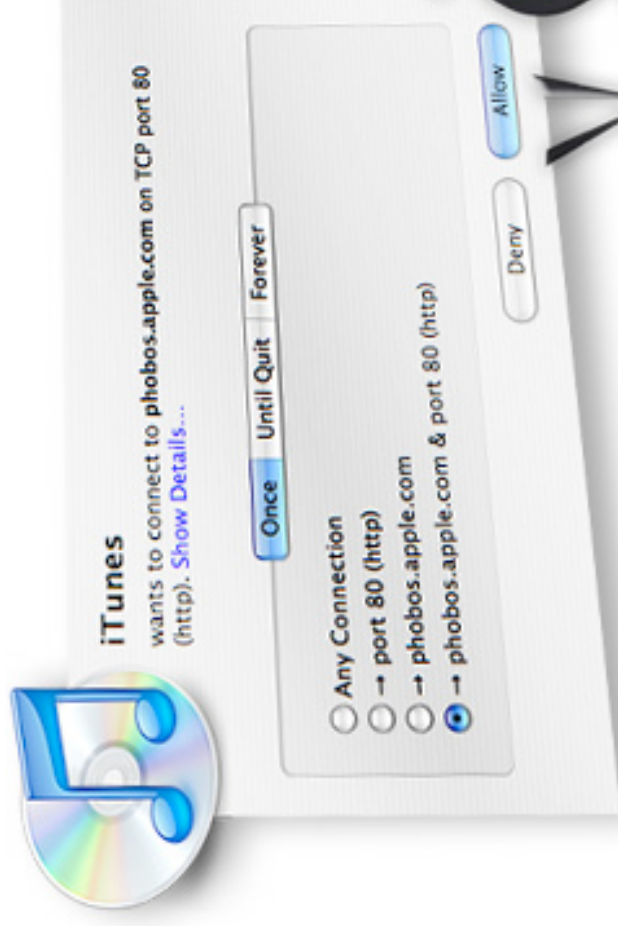 iTunes
wants to connect to phobos.apple.com on TCP port 80
(http). Show Details...
Once Until Quit Forever
Any Connection
→ port 80 (http)
→ phobos.apple.com
→ phobos.apple.com & port 80 (http)
Deny Allow